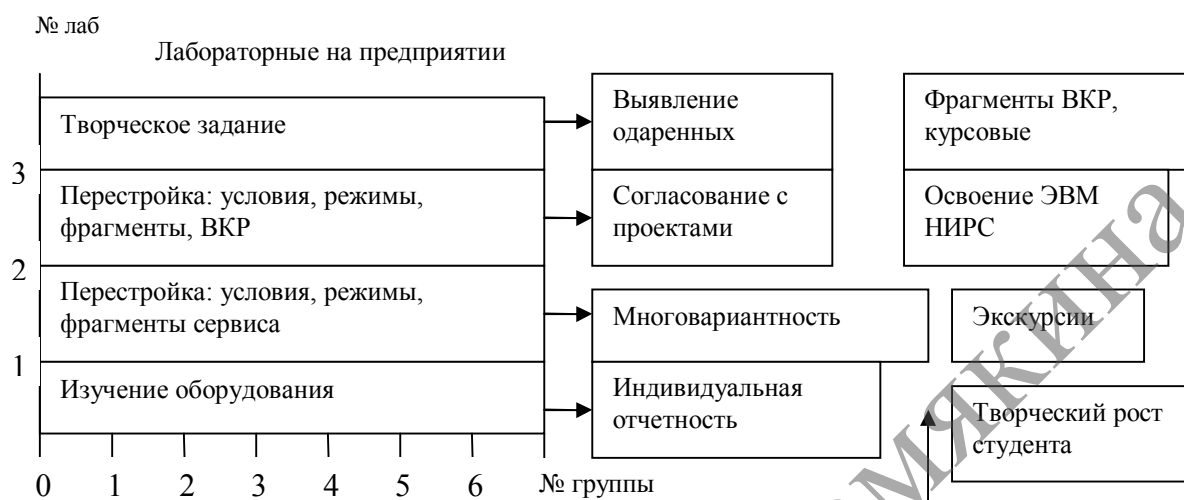 № лаб
Лабораторные на предприятии
Творческое задание
Выявление
одаренных
Фрагменты ВКР,
курсовые
3
Перестройка: условия, режимы,
фрагменты, ВКР
Согласование с
проектами
Освоение ЭВМ
НИРС
2
Перестройка: условия, режимы,
фрагменты сервиса
Многовариантность
Экскурсии
1
Изучение оборудования
Индивидуальная
отчетность
Творческий рост
студента
0 1 2 3 4 5 6 № группы
мякина